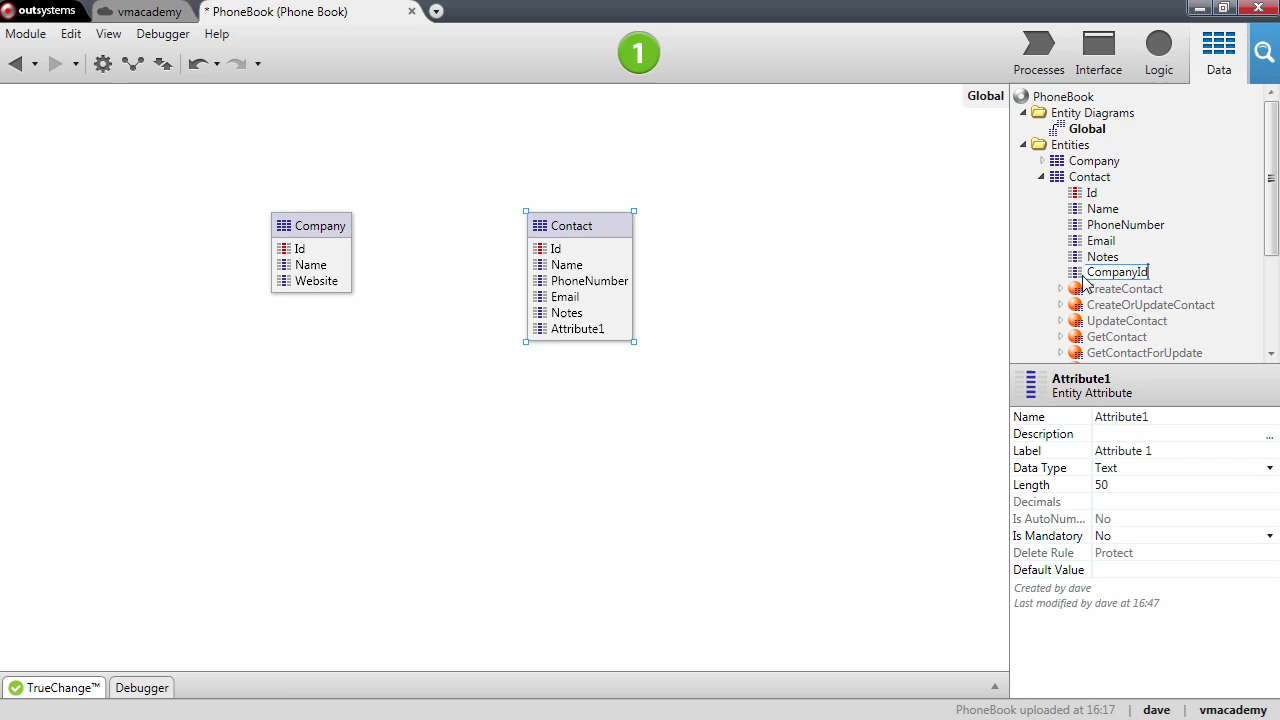 outsystems
vmacademy
* PhoneBook (Phone Book)
Module Edit View Debugger Help
1
Processes Interface Logic Data
Global
PhoneBook
Entity Diagrams
Global
Entities
Company
Contact
Id
Name
PhoneNumber
Email
Notes
CompanyId
CreateContact
CreateOrUpdateContact
UpdateContact
GetContact
GetContactForUpdate
Company
Id
Name
Website
Contact
Id
Name
PhoneNumber
Email
Notes
Attribute1
Attribute1
Entity Attribute
Name Attribute1
Description ...
Label Attribute 1
Data Type Text
Length 50
Decimals
Is AutoNum... No
Is Mandatory No
Delete Rule Protect
Default Value
Created by dave
Last modified by dave at 16:47
TrueChange™ Debugger
PhoneBook uploaded at 16:17 | dave | vmacademy